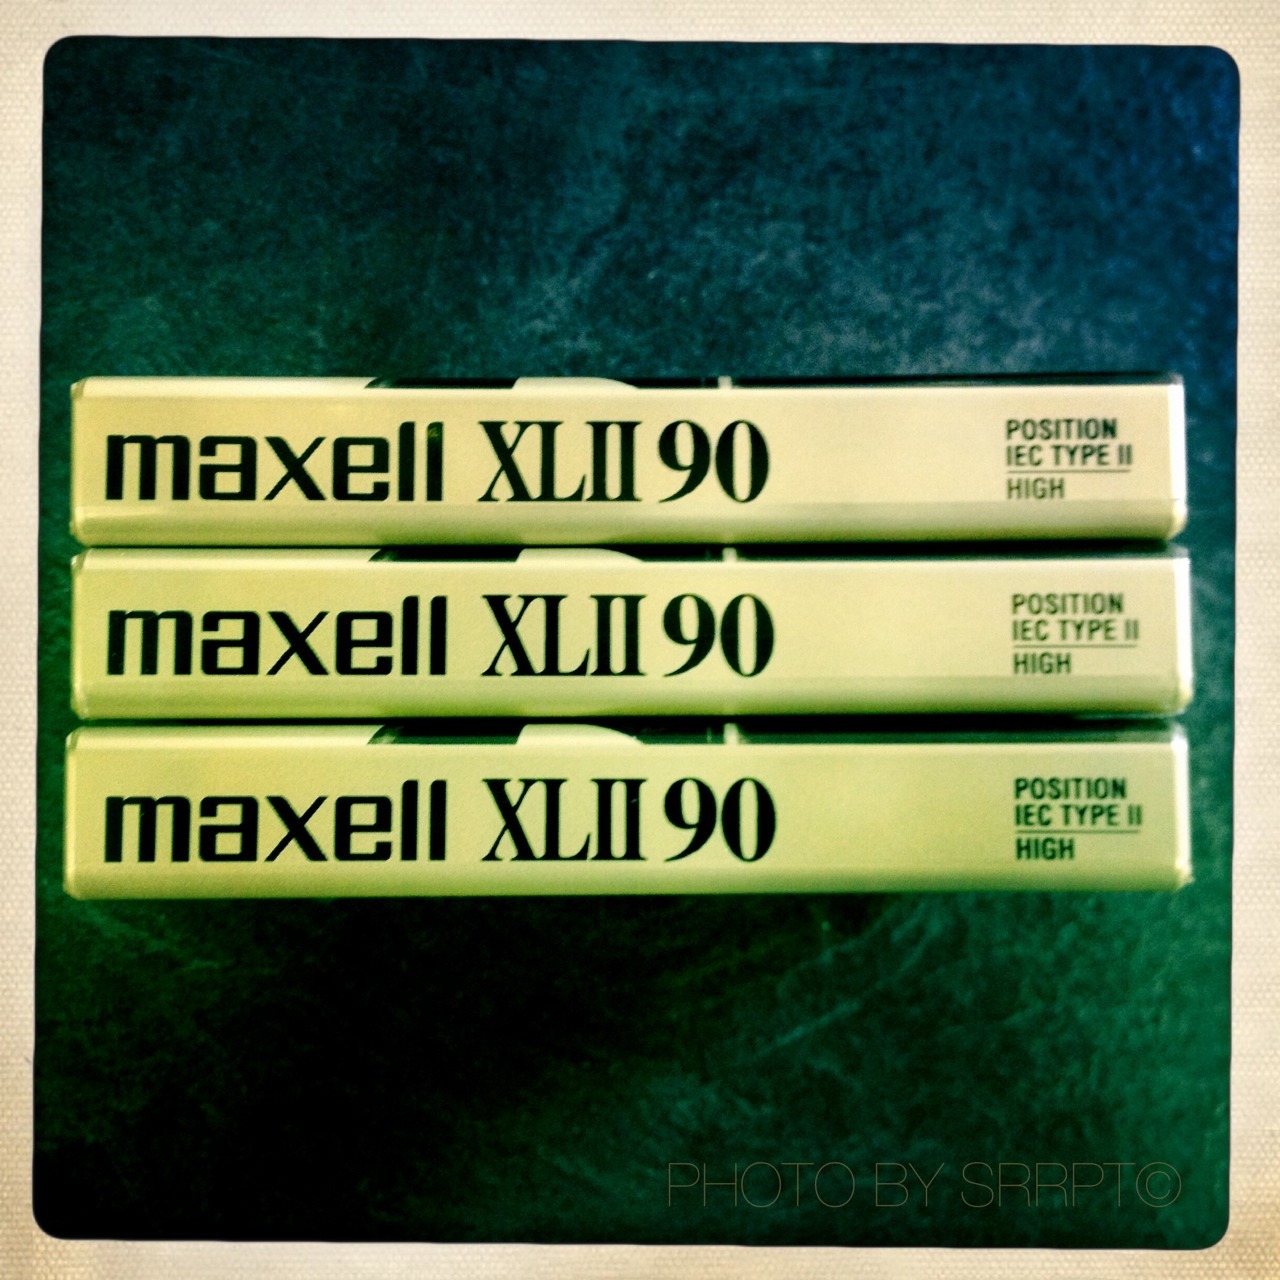 maxell XLII 90
POSITION
IEC TYPE II
HIGH
maxell XLII 90
POSITION
IEC TYPE II
HIGH
maxell XLII 90
POSITION
IEC TYPE II
HIGH
PHOTO BY SRRPT©